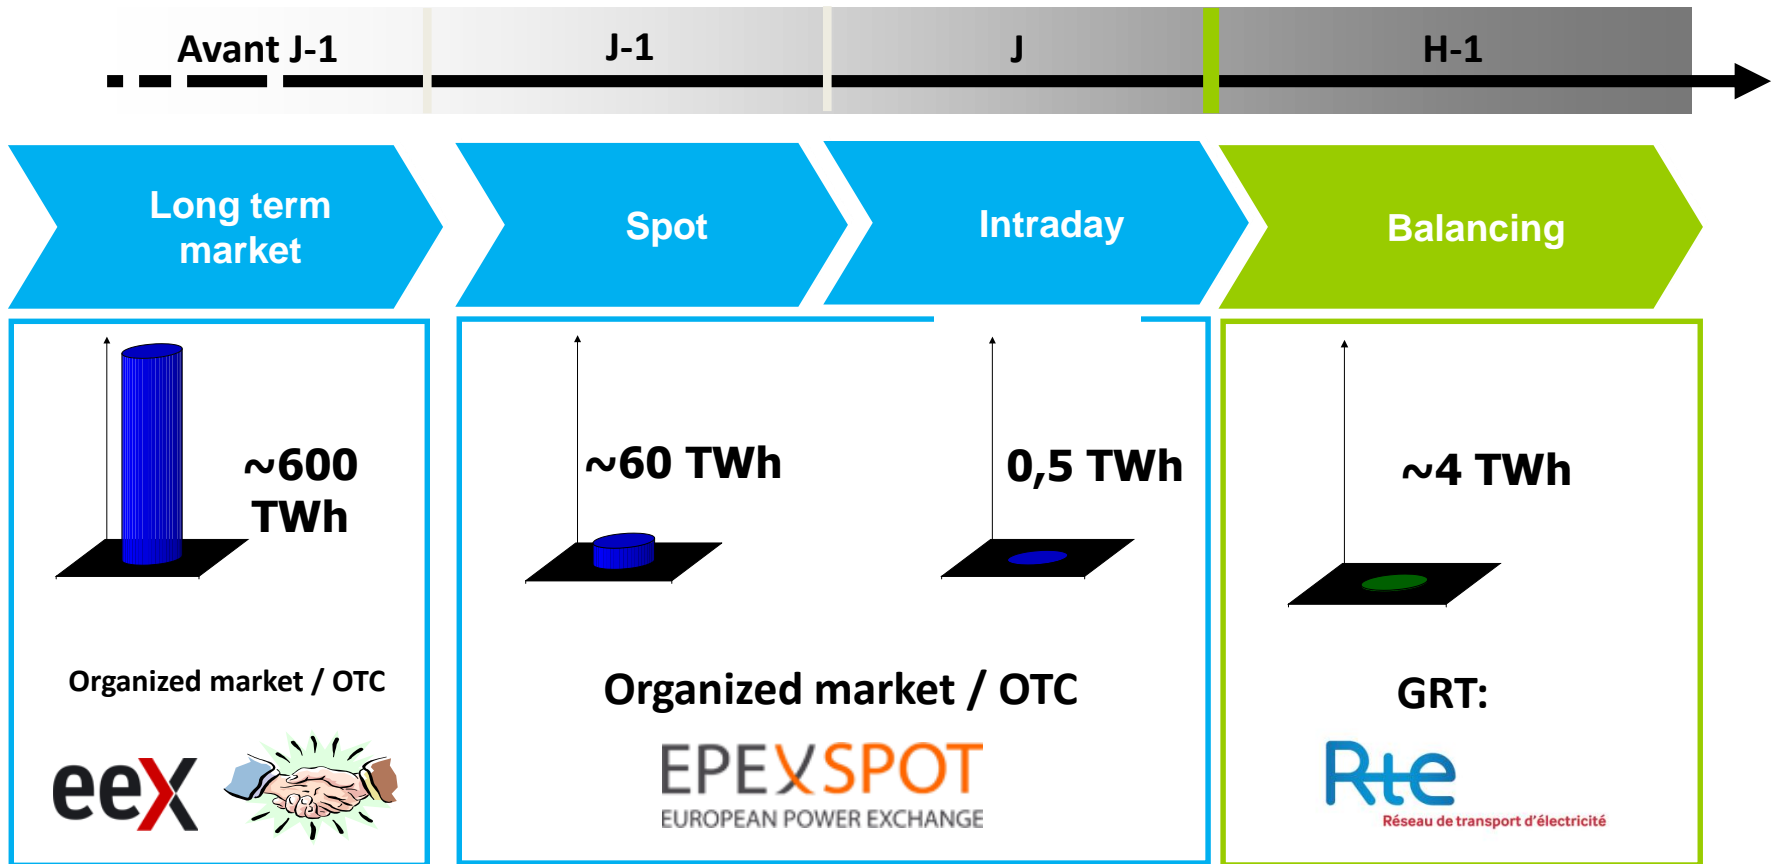 Avant J-1
J-1
J
H-1
Long term
market
Spot
Intraday
Balancing
~600
TWh
~60 TWh
0,5 TWh
~4 TWh
Organized market / OTC
Organized market / OTC
GRT:
eex
EPEXSPOT
EUROPEAN POWER EXCHANGE
Rte
Réseau de transport d'électricité